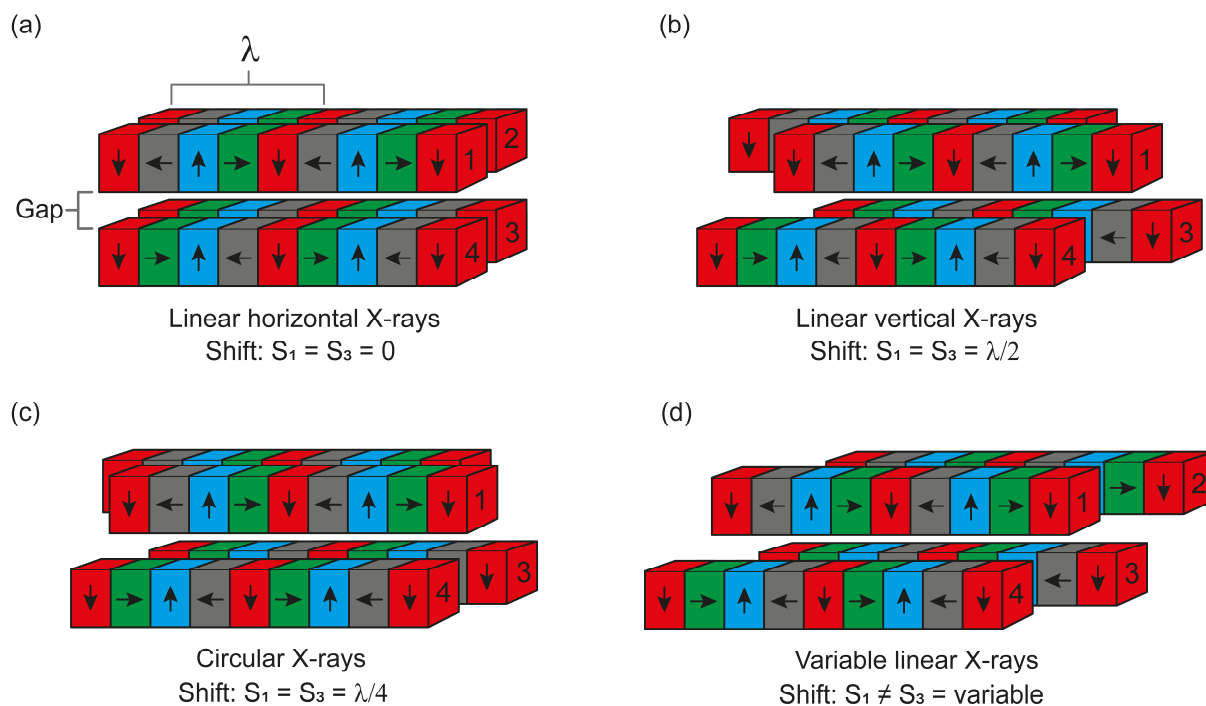 (a)
λ
1
2
Gap
3
4
Linear horizontal X-rays
Shift: S₁ = S₃ = 0
(b)
1
3
4
Linear vertical X-rays
Shift: S₁ = S₃ = λ/2
(c)
1
3
4
Circular X-rays
Shift: S₁ = S₃ = λ/4
(d)
2
1
3
4
Variable linear X-rays
Shift: S₁ ≠ S₃ = variable